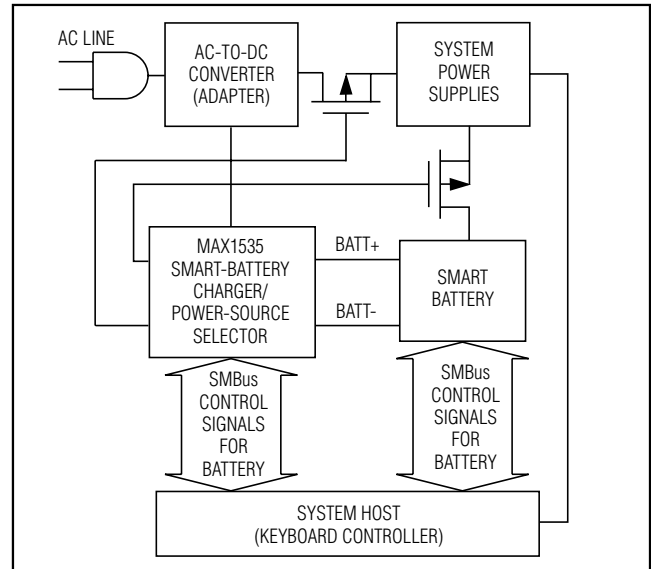 AC LINE
AC-TO-DC
CONVERTER
(ADAPTER)
SYSTEM
POWER
SUPPLIES
MAX1535
SMART-BATTERY
CHARGER/
POWER-SOURCE
SELECTOR
BATT+
BATT-
SMART
BATTERY
SMBus
CONTROL
SIGNALS
FOR
BATTERY
SMBus
CONTROL
SIGNALS
FOR
BATTERY
SYSTEM HOST
(KEYBOARD CONTROLLER)